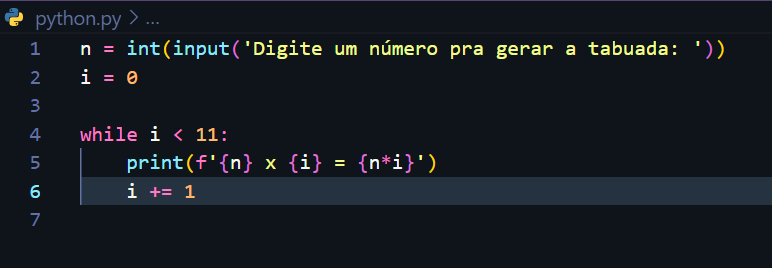 python.py > ...
1 n = int(input('Digite um número pra gerar a tabuada: '))
2 i = 0
3
4 while i < 11:
5     print(f'{n} x {i} = {n*i}')
6     i += 1
7